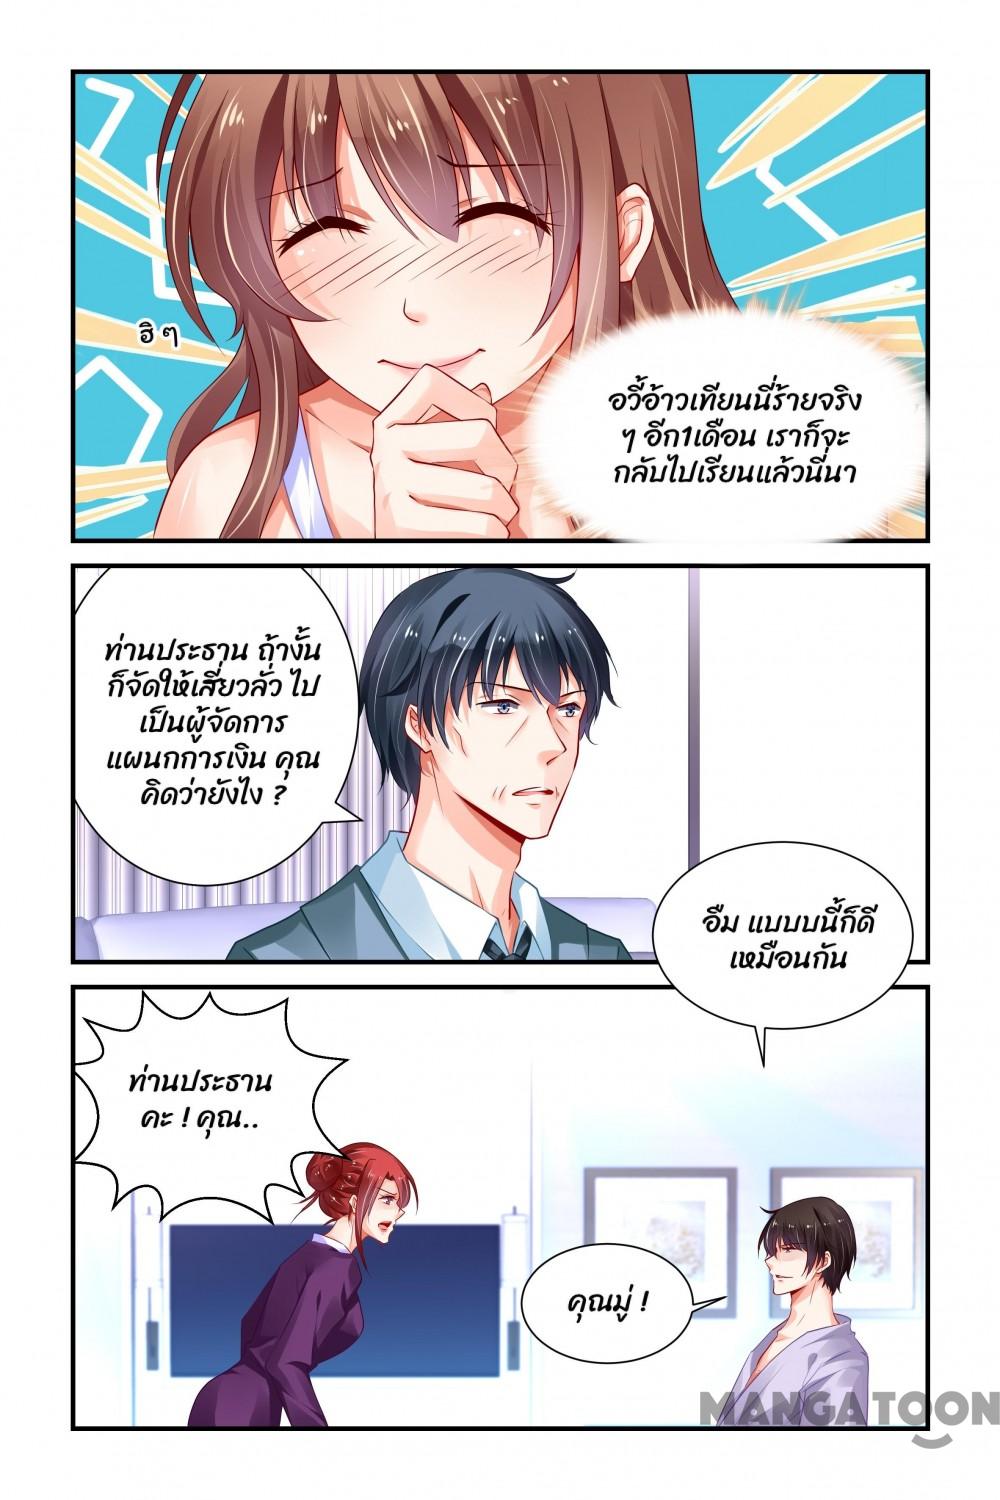 ฮิๆ
อวี้อ้าวเทียนนี่ร้ายจริง
ๆ อีก1เดือน เราก็จะ
กลับไปเรียนแล้วนี่นา
ท่านประธาน ถ้างั้น
ก็จัดให้เสี่ยวลั่ว ไป
เป็นผู้จัดการ
แผนกการเงิน คุณ
คิดว่ายังไง ?
อืม แบบบนี้ก็ดี
เหมือนกัน
ท่านประธาน
คะ ! คุณ..
คุณมู่ !
MANGATOON